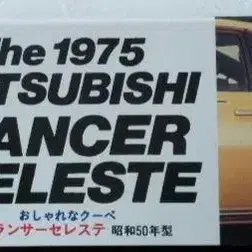 The 1975
TSUBISHI
ANCER
ELESTE
おしゃれなクーペ
ランサーセレステ 昭和50年型